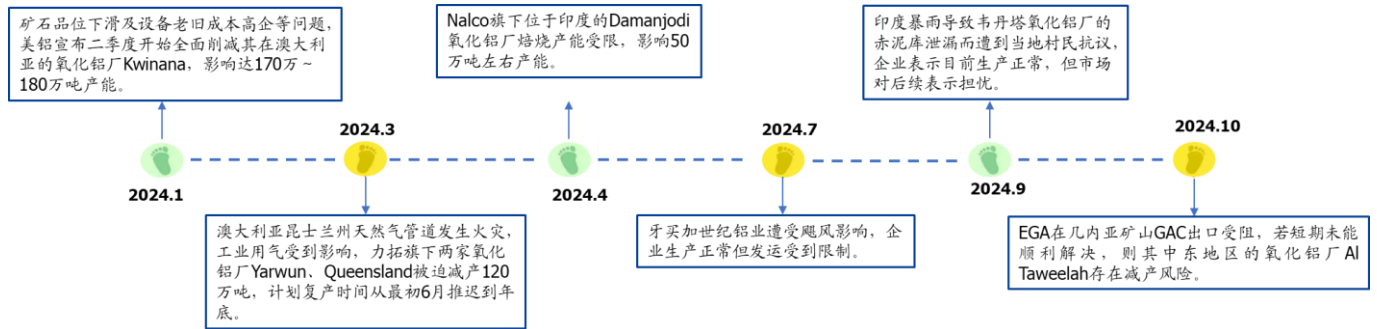 矿石品位下滑及设备老旧成本高企等问题,
美铝宣布二季度开始全面削减其在澳大利
亚的氧化铝厂Kwinana，影响达170万～
180万吨产能。
Nalco旗下位于印度的Damanjodi
氧化铝厂焙烧产能受限，影响50
万吨左右产能。
印度暴雨导致韦丹塔氧化铝厂的
赤泥库泄漏而遭到当地村民抗议，
企业表示目前生产正常，但市场
对后续表示担忧。
2024.3
2024.7
2024.10
2024.1
2024.4
2024.9
澳大利亚昆士兰州天然气管道发生火灾，
工业用气受到影响，力拓旗下两家氧化
铝厂Yarwun、Queensland被迫减产120
万吨，计划复产时间从最初6月推迟到年
底。
牙买加世纪铝业遭受飓风影响，企
业生产正常但发运受到限制。
EGA在几内亚矿山GAC出口受阻，若短期未能
顺利解决，则其中东地区的氧化铝厂Al
Taweelah存在减产风险。